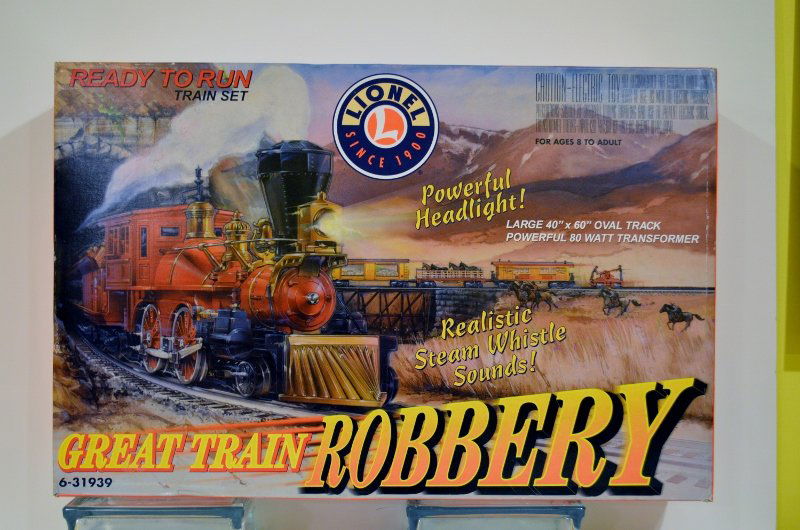 READY TO RUN
TRAIN SET
LIONEL
L
SINCE 1900
CAUTION-ELECTRIC TOY
FOR AGES 8 TO ADULT
Powerful
Headlight!
LARGE 40" x 60" OVAL TRACK
POWERFUL 80 WATT TRANSFORMER
Realistic
Steam Whistle
Sounds!
GREAT TRAIN ROBBERY
6-31939